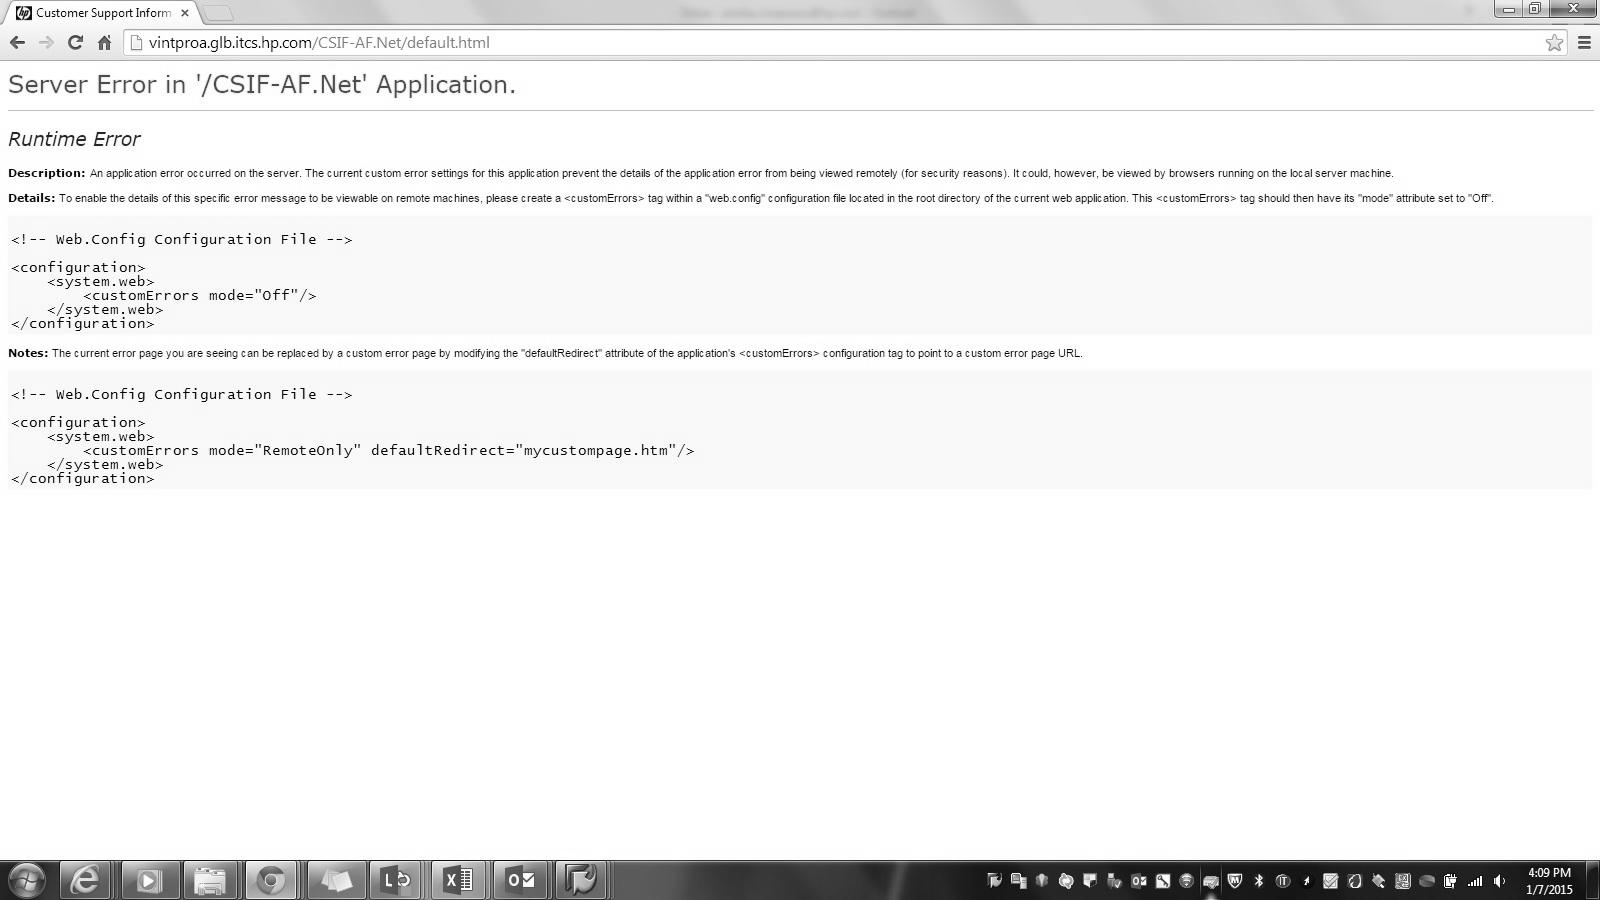 Customer Support Inform
vintproa.glb.itcs.hp.com/CSIF-AF.Net/default.html
Server Error in '/CSIF-AF.Net' Application.
Runtime Error
Description: An application error occurred on the server. The current custom error settings for this application prevent the details of the application error from being viewed remotely (for security reasons). It could, however, be viewed by browsers running on the local server machine.
Details: To enable the details of this specific error message to be viewable on remote machines, please create a <customErrors> tag within a "web.config" configuration file located in the root directory of the current web application. This <customErrors> tag should then have its "mode" attribute set to "Off".
<!-- Web.Config Configuration File -->
<configuration>
    <system.web>
        <customErrors mode="Off"/>
    </system.web>
</configuration>
Notes: The current error page you are seeing can be replaced by a custom error page by modifying the "defaultRedirect" attribute of the application's <customErrors> configuration tag to point to a custom error page URL.
<!-- Web.Config Configuration File -->
<configuration>
    <system.web>
        <customErrors mode="RemoteOnly" defaultRedirect="mycustompage.htm"/>
    </system.web>
</configuration>
4:09 PM
1/7/2015